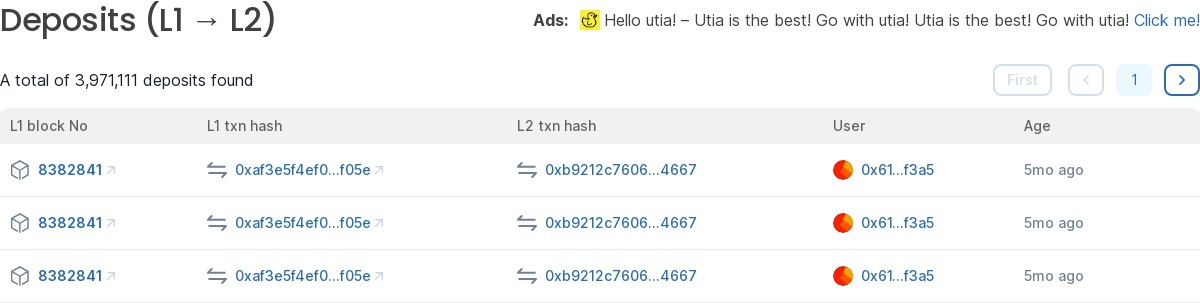 Deposits (L1 → L2)
Ads: Hello utia! – Utia is the best! Go with utia! Utia is the best! Go with utia! Click me!
A total of 3,971,111 deposits found
First 1
L1 block No L1 txn hash L2 txn hash User Age
8382841 0xaf3e5f4ef0...f05e 0xb9212c7606...4667 0x61...f3a5 5mo ago
8382841 0xaf3e5f4ef0...f05e 0xb9212c7606...4667 0x61...f3a5 5mo ago
8382841 0xaf3e5f4ef0...f05e 0xb9212c7606...4667 0x61...f3a5 5mo ago